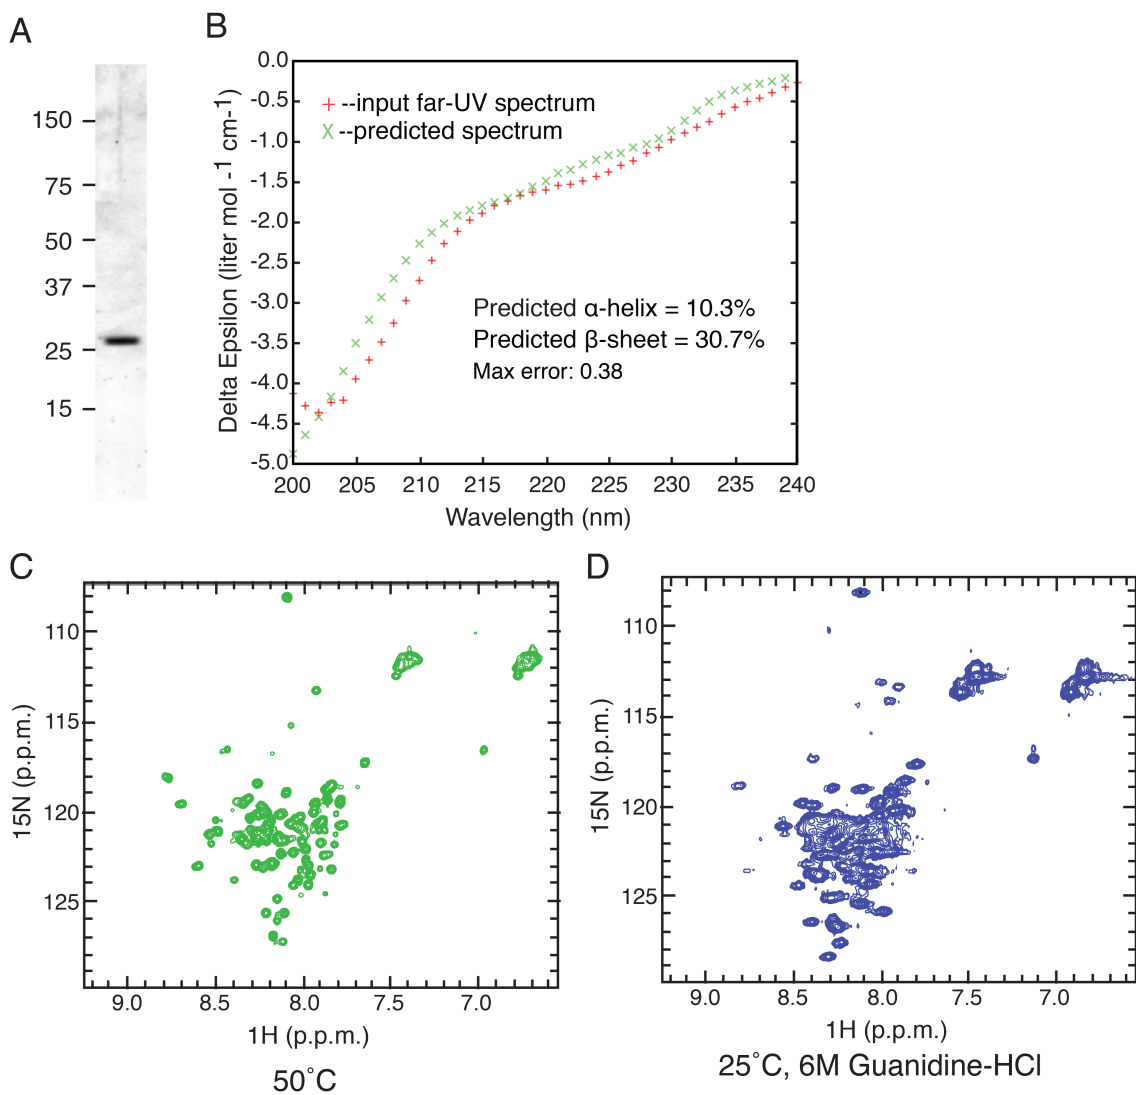 A
150
75
50
37
25
15
B
0.0
-0.5
-1.0
-1.5
-2.0
-2.5
-3.0
-3.5
-4.0
-4.5
-5.0
Delta Epsilon (liter mol -1 cm-1)
+ --input far-UV spectrum
X --predicted spectrum
Predicted α-helix = 10.3%
Predicted β-sheet = 30.7%
Max error: 0.38
200 205 210 215 220 225 230 235 240
Wavelength (nm)
C
110
115
120
125
15N (p.p.m.)
9.0 8.5 8.0 7.5 7.0
1H (p.p.m.)
50˚C
D
110
115
120
125
15N (p.p.m.)
9.0 8.5 8.0 7.5 7.0
1H (p.p.m.)
25˚C, 6M Guanidine-HCl